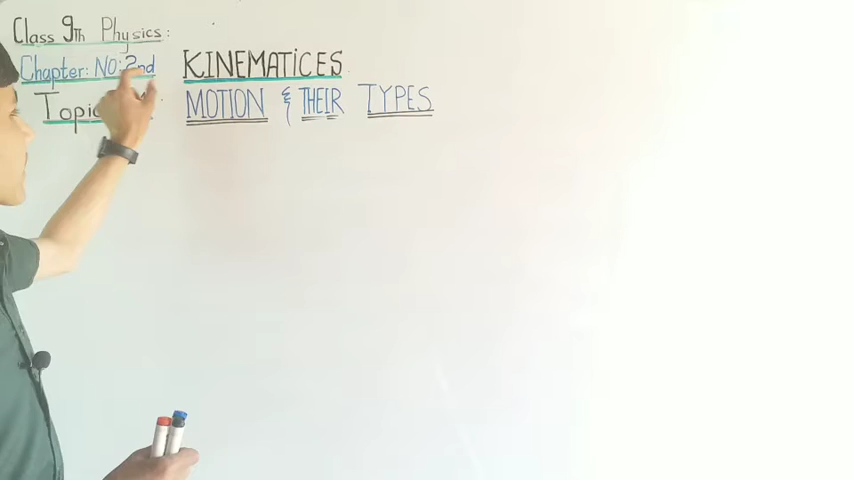 Class 9Th Physics:
Chapter: NO: 2nd KINEMATICES
Topic MOTION & THEIR TYPES